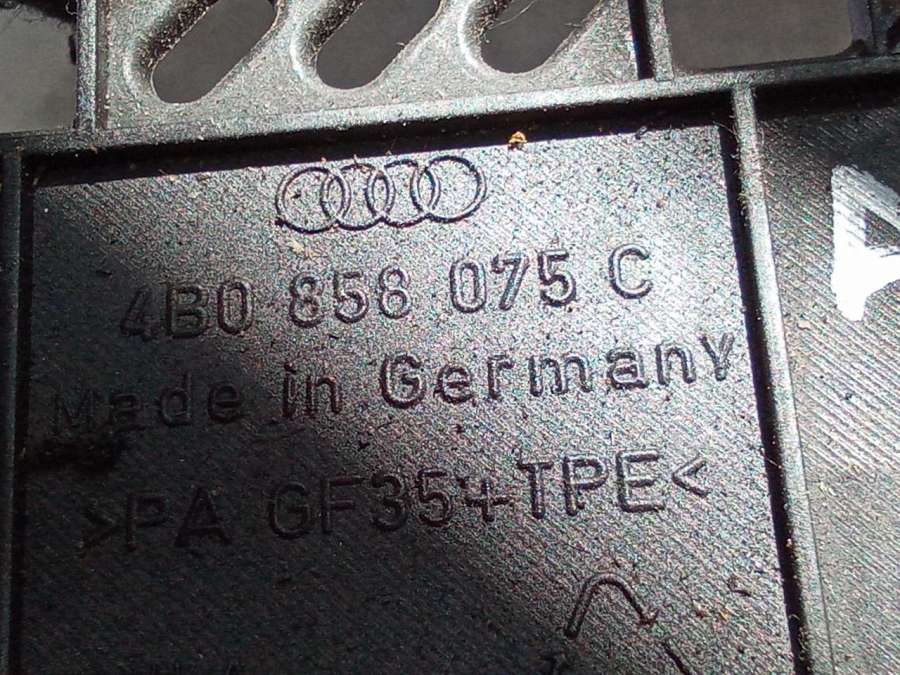 4B0 858 075 C
Made in Germany
>PA GF35+TPE<
A